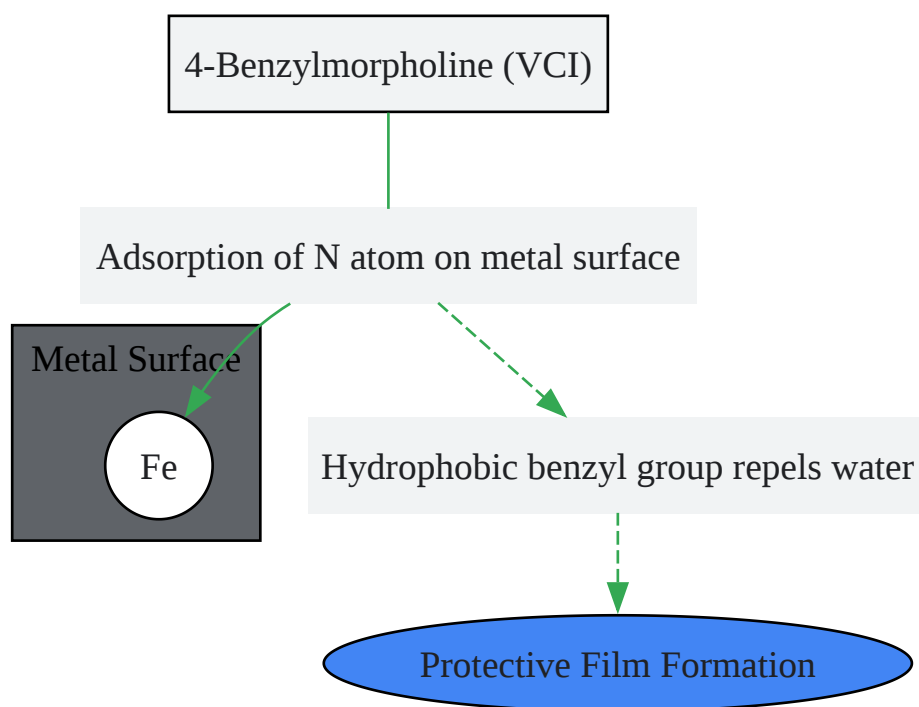 4-Benzylmorpholine (VCI)
Adsorption of N atom on metal surface
Metal Surface
Fe
Hydrophobic benzyl group repels water
Protective Film Formation